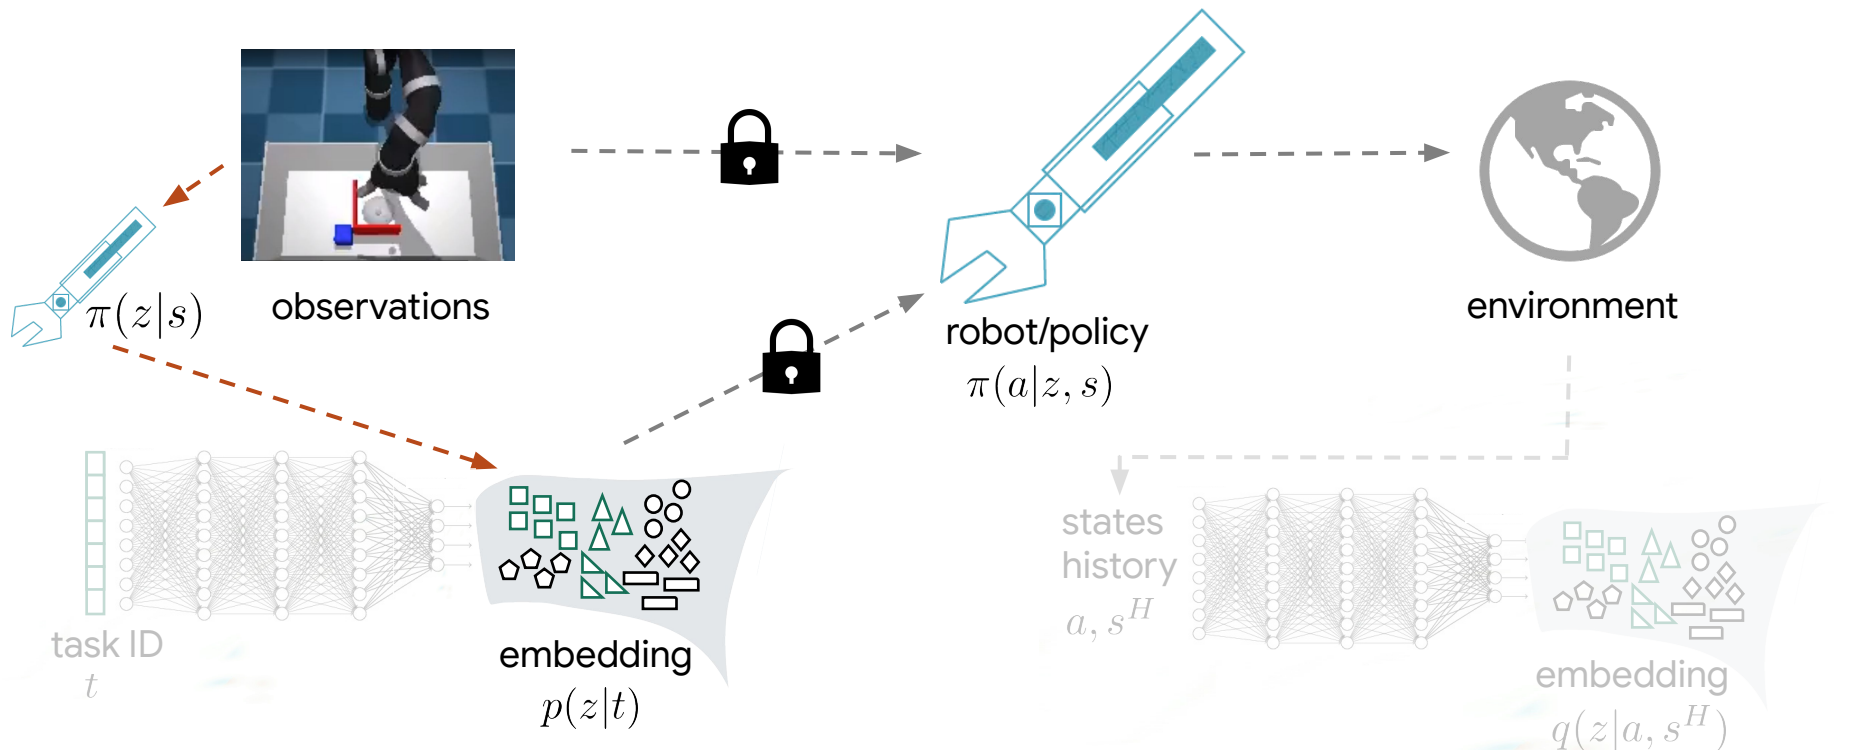 observations
π(z|s)
robot/policy
π(a|z, s)
environment
task ID
t
embedding
p(z|t)
states
history
a, s^H
embedding
q(z|a, s^H)